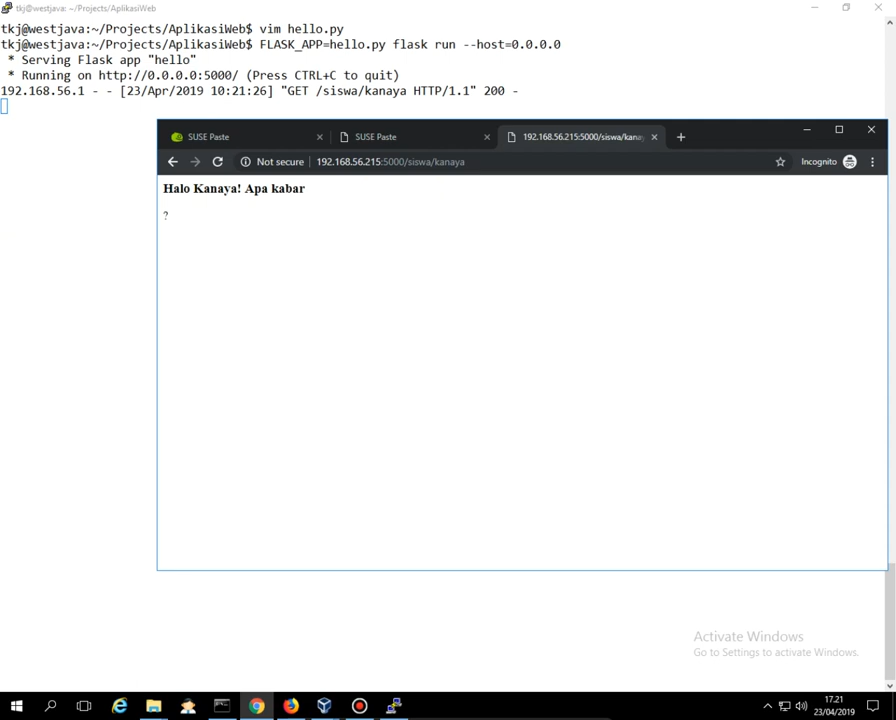 tkj@westjava: ~/Projects/AplikasiWeb
tkj@westjava:~/Projects/AplikasiWeb$ vim hello.py
tkj@westjava:~/Projects/AplikasiWeb$ FLASK_APP=hello.py flask run --host=0.0.0.0
* Serving Flask app "hello"
* Running on http://0.0.0.0:5000/ (Press CTRL+C to quit)
192.168.56.1 - - [23/Apr/2019 10:21:26] "GET /siswa/kanaya HTTP/1.1" 200 -
SUSE Paste
SUSE Paste
192.168.56.215:5000/siswa/kana
Not secure
192.168.56.215:5000/siswa/kanaya
Incognito
Halo Kanaya! Apa kabar
?
Activate Windows
Go to Settings to activate Windows.
17.21
23/04/2019